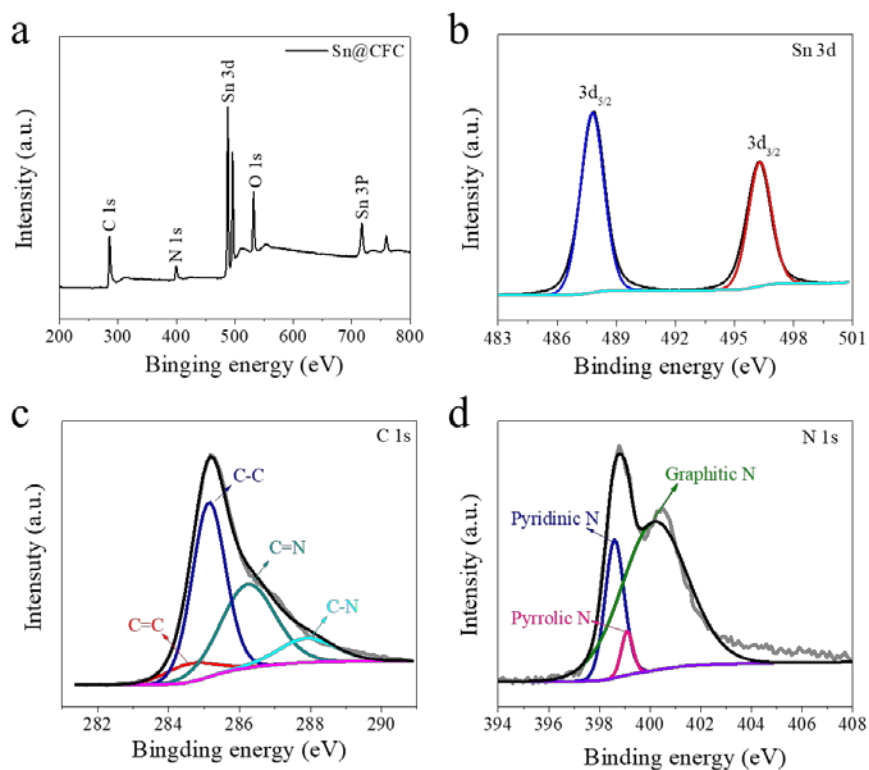 a
Sn@CFC
C 1s
N 1s
Sn 3d
O 1s
Sn 3P
Intensity (a.u.)
200 300 400 500 600 700 800
Binging energy (eV)
b
Sn 3d
3d5/2
3d3/2
Intensity (a.u.)
483 486 489 492 495 498 501
Binding energy (eV)
c
C 1s
C-C
C=N
C-N
C=C
Intensuty (a.u.)
282 284 286 288 290
Bingding energy (eV)
d
N 1s
Graphitic N
Pyridinic N
Pyrrolic N
Intensity (a.u.)
394 396 398 400 402 404 406 408
Binding energy (eV)